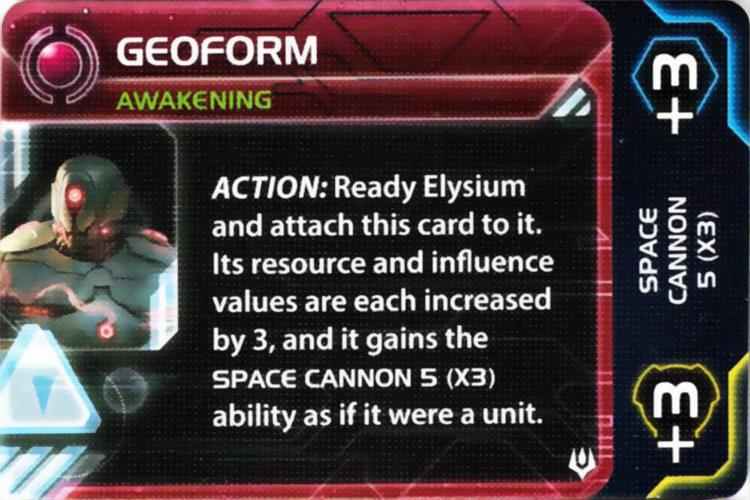 GEOFORM
AWAKENING
ACTION: Ready Elysium
and attach this card to it.
Its resource and influence
values are each increased
by 3, and it gains the
SPACE CANNON 5 (X3)
ability as if it were a unit.
+3
SPACE
CANNON
5 (X3)
+3